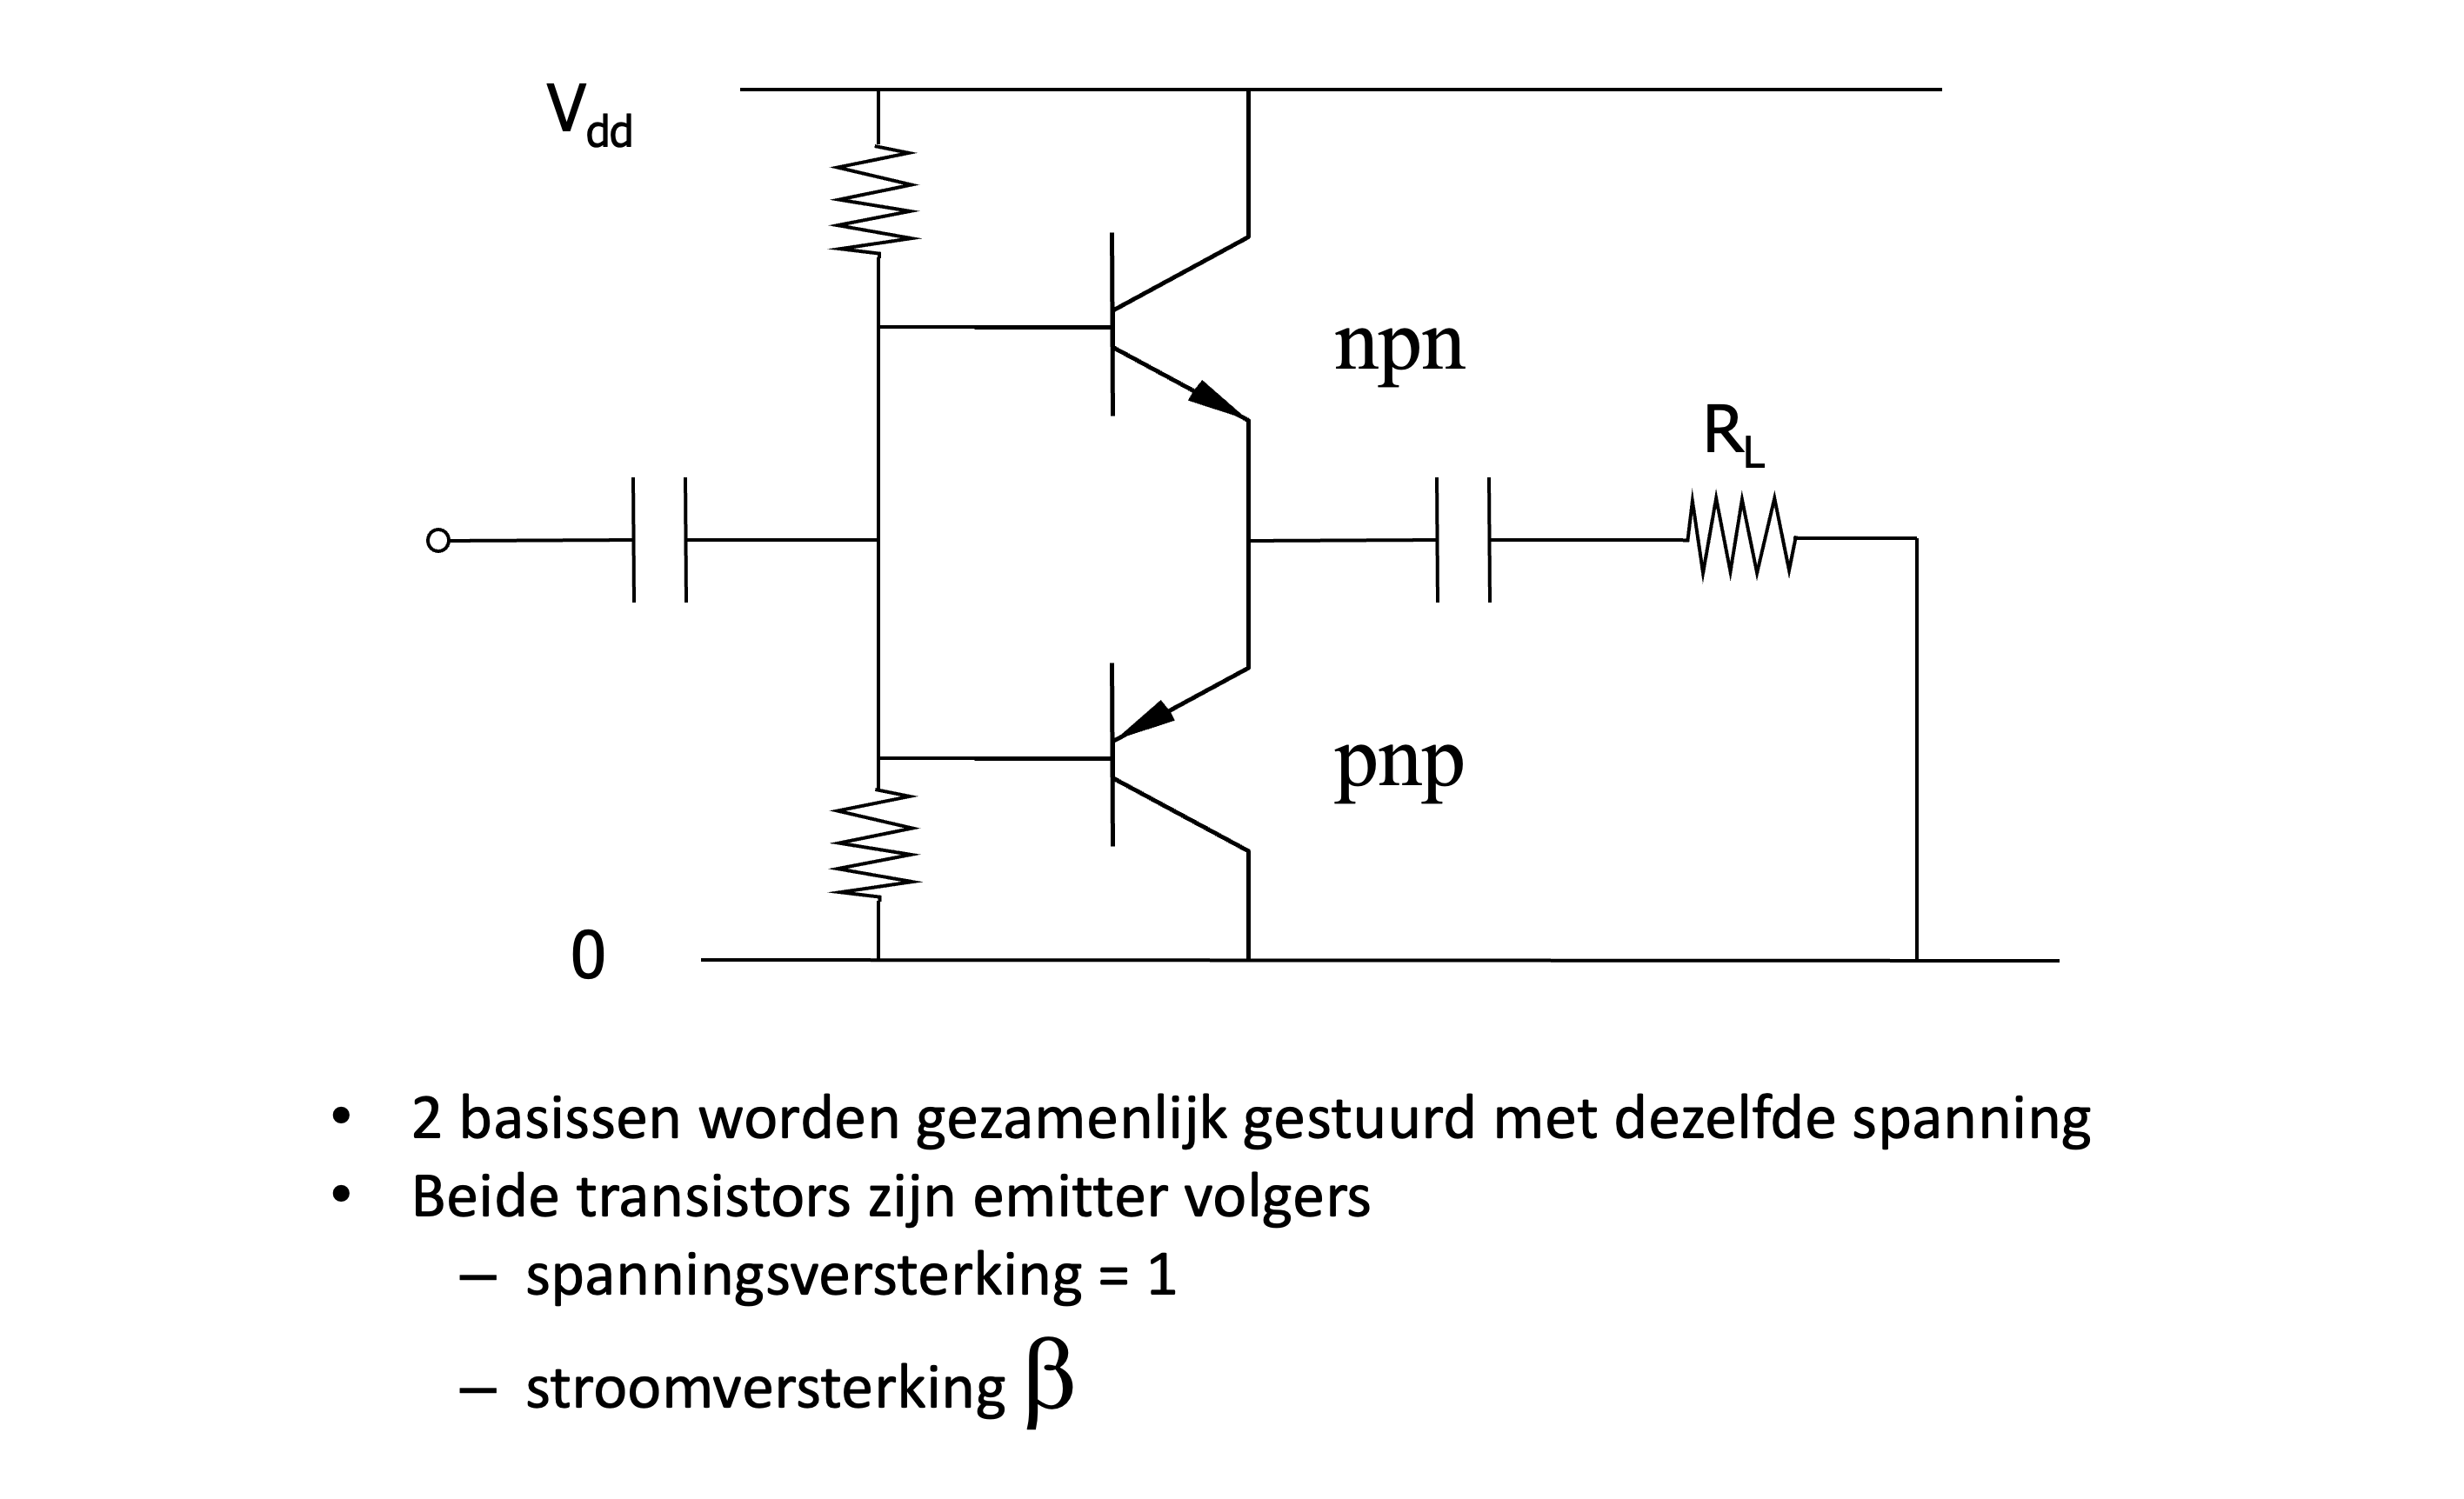 Vdd
npn
RL
pnp
0
• 2 basissen worden gezamenlijk gestuurd met dezelfde spanning
• Beide transistors zijn emitter volgers
– spanningsversterking = 1
– stroomversterking β